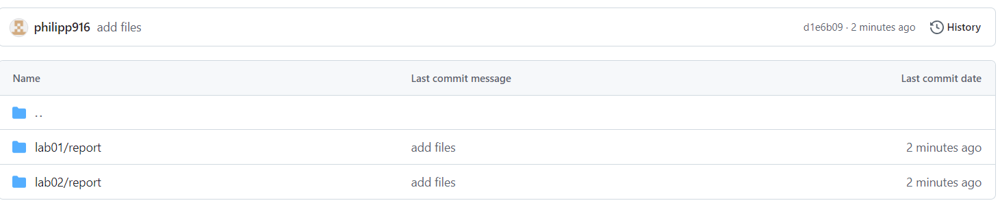 philipp916 add files d1e6b09 · 2 minutes ago History
Name Last commit message Last commit date
..
lab01/report add files 2 minutes ago
lab02/report add files 2 minutes ago